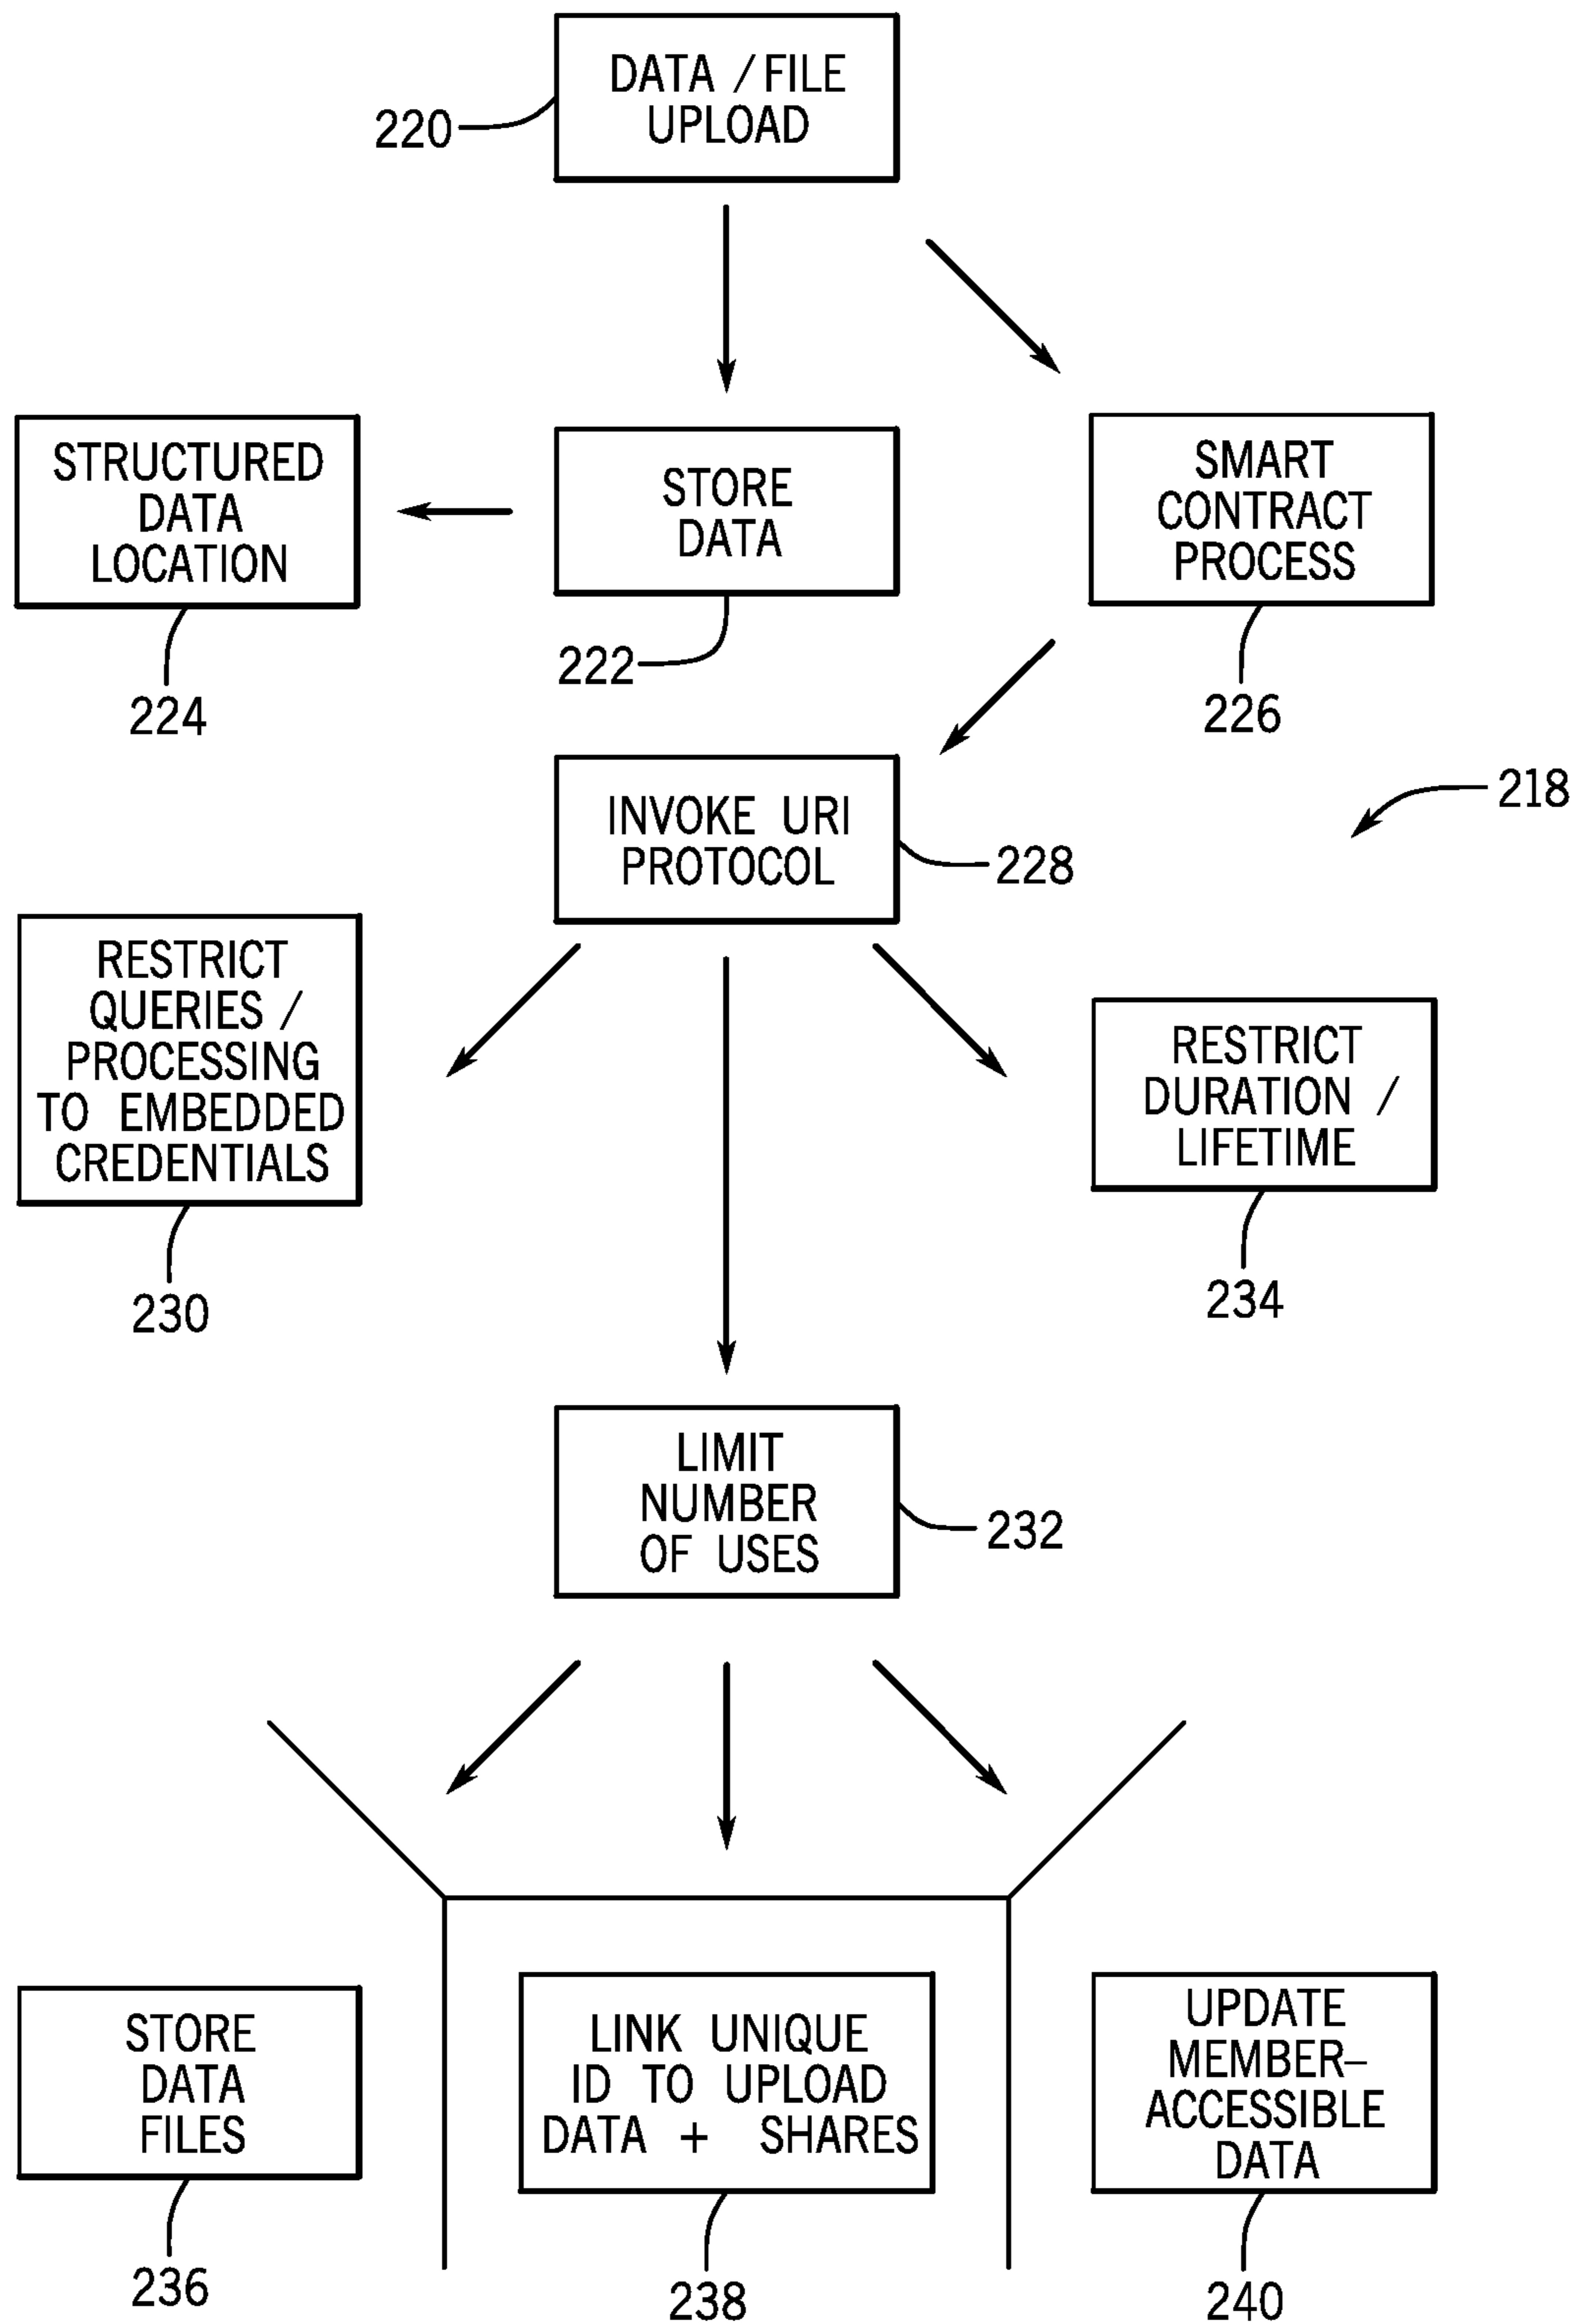 DATA / FILE
UPLOAD
220
STRUCTURED
DATA
LOCATION
224
STORE
DATA
222
SMART
CONTRACT
PROCESS
226
218
INVOKE URI
PROTOCOL
228
RESTRICT
QUERIES /
PROCESSING
TO EMBEDDED
CREDENTIALS
230
RESTRICT
DURATION /
LIFETIME
234
LIMIT
NUMBER
OF USES
232
STORE
DATA
FILES
236
LINK UNIQUE
ID TO UPLOAD
DATA + SHARES
238
UPDATE
MEMBER–
ACCESSIBLE
DATA
240